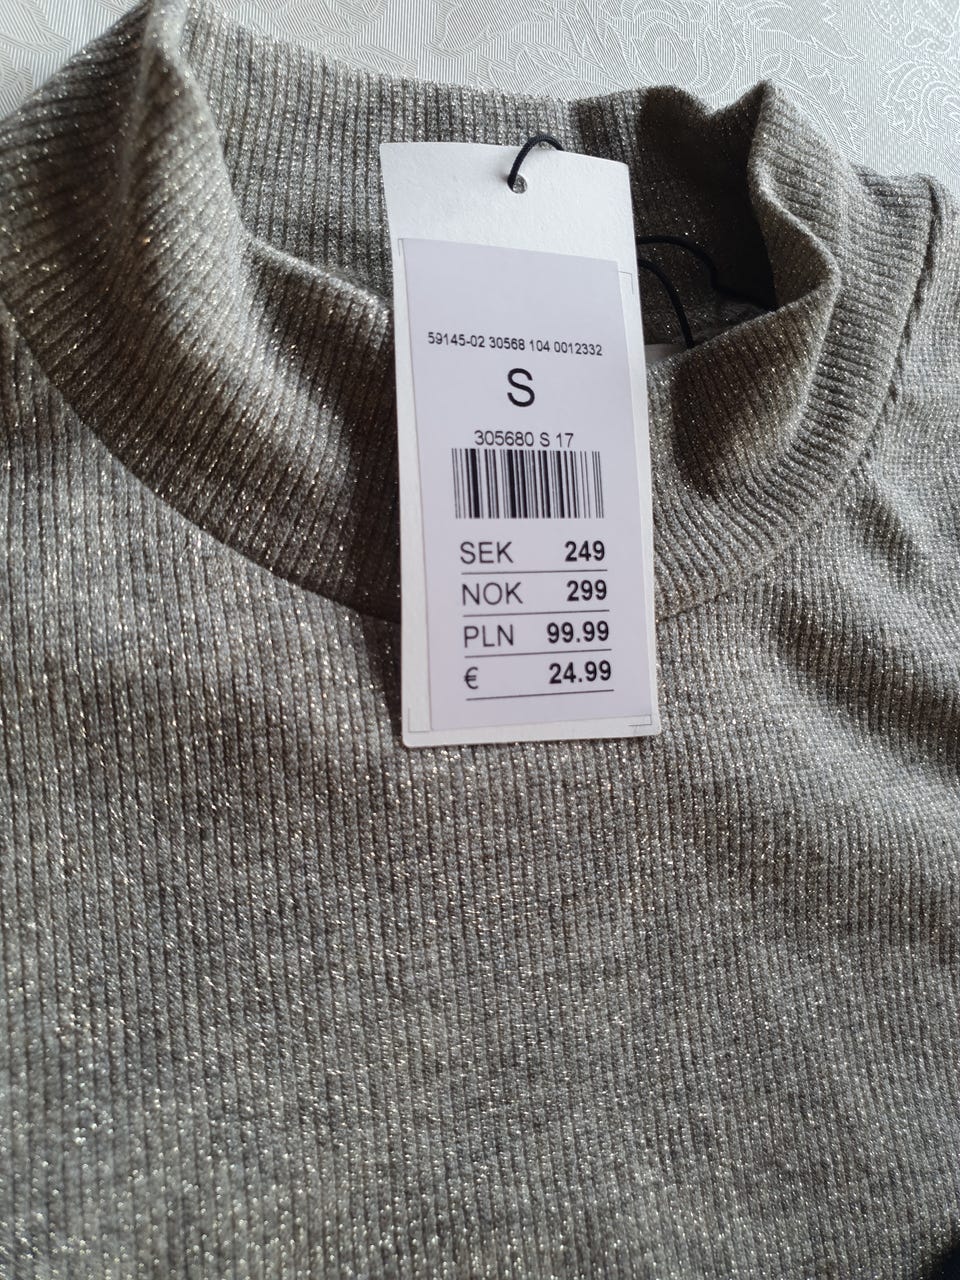 59145-02 30568 104 0012332
S
305680 S 17
SEK 249
NOK 299
PLN 99.99
€ 24.99